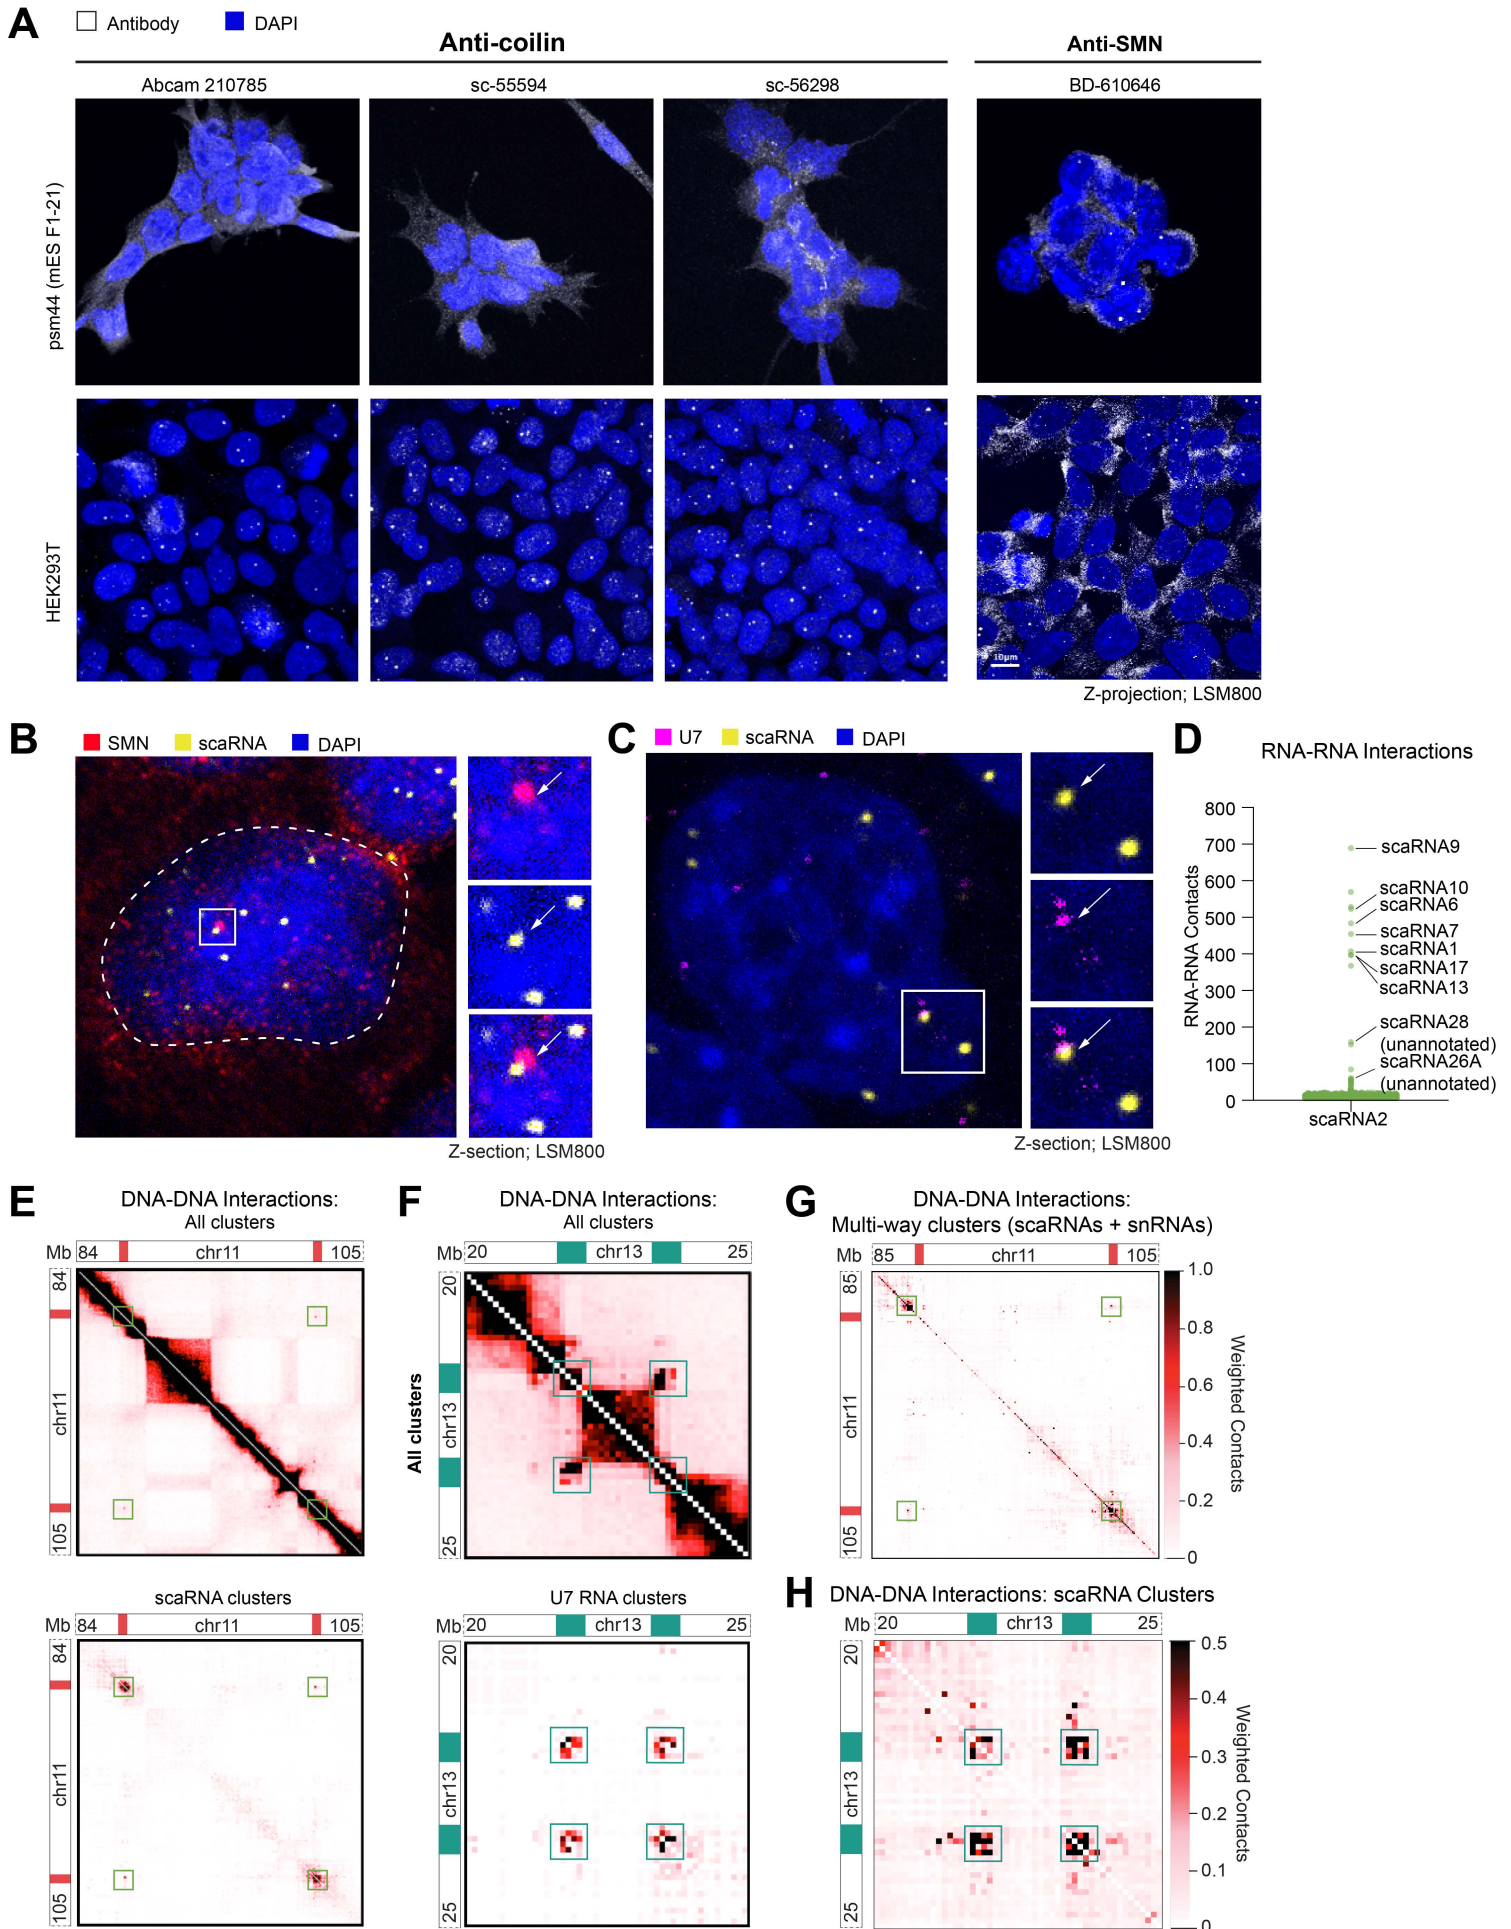 A
Antibody DAPI
Anti-coilin
Anti-SMN
Abcam 210785
sc-55594
sc-56298
BD-610646
psm44 (mES F1-21)
HEK293T
10μm
Z-projection; LSM800
B
SMN scaRNA DAPI
Z-section; LSM800
C
U7 scaRNA DAPI
Z-section; LSM800
D
RNA-RNA Interactions
RNA-RNA Contacts
800
700
600
500
400
300
200
100
0
scaRNA9
scaRNA10
scaRNA6
scaRNA7
scaRNA1
scaRNA17
scaRNA13
scaRNA28
(unannotated)
scaRNA26A
(unannotated)
scaRNA2
E
DNA-DNA Interactions:
All clusters
Mb 84 chr11 105
84
chr11
105
scaRNA clusters
Mb 84 chr11 105
84
chr11
105
F
DNA-DNA Interactions:
All clusters
Mb 20 chr13 25
All clusters
20
chr13
25
U7 RNA clusters
Mb 20 chr13 25
20
chr13
25
G
DNA-DNA Interactions:
Multi-way clusters (scaRNAs + snRNAs)
Mb 85 chr11 105
85
chr11
105
1.0
0.8
0.6
0.4
0.2
0
Weighted Contacts
H
DNA-DNA Interactions: scaRNA Clusters
Mb 20 chr13 25
20
chr13
25
0.5
0.4
0.3
0.2
0.1
0
Weighted Contacts